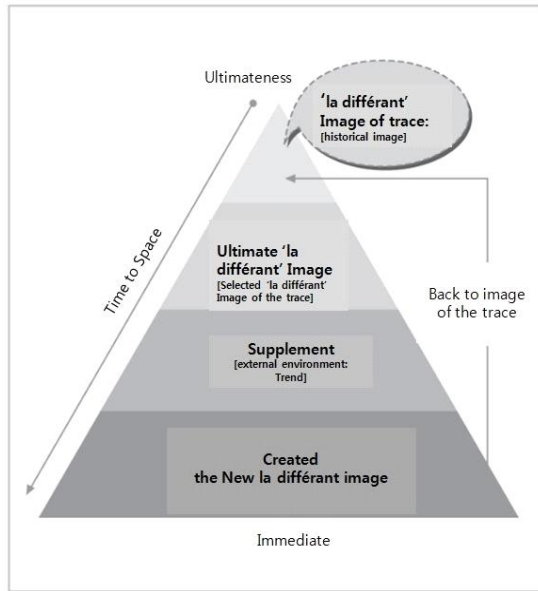 Ultimateness
‘la différant’
Image of trace:
[historical image]
Ultimate ‘la
différant’ Image
[Selected ‘la différant’
Image of the trace]
Time to Space
Back to image
of the trace
Supplement
[external environment:
Trend]
Created
the New la différant image
Immediate